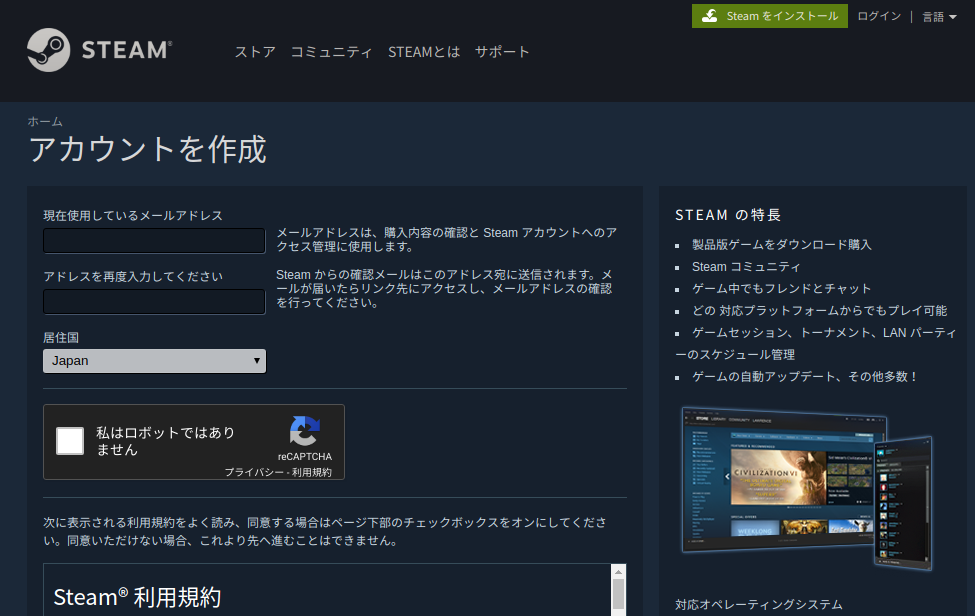 Steam をインストール
ログイン | 言語
STEAM®
ストア コミュニティ STEAMとは サポート
ホーム
アカウントを作成
現在使用しているメールアドレス
メールアドレスは、購入内容の確認と Steam アカウントへのア
クセス管理に使用します。
アドレスを再度入力してください
Steam からの確認メールはこのアドレス宛に送信されます。メ
ールが届いたらリンク先にアクセスし、メールアドレスの確認
を行ってください。
居住国
Japan
私はロボットではあり
ません
reCAPTCHA
プライバシー - 利用規約
次に表示される利用規約をよく読み、同意する場合はページ下部のチェックボックスをオンにしてくださ
い。同意いただけない場合、これより先へ進むことはできません。
Steam® 利用規約
STEAM の特長
製品版ゲームをダウンロード購入
Steam コミュニティ
ゲーム中でもフレンドとチャット
どの 対応プラットフォームからでもプレイ可能
ゲームセッション、トーナメント、LAN パーティ
ーのスケジュール管理
ゲームの自動アップデート、その他多数！
STORE LIBRARY COMMUNITY
CIVILIZATION VI
WEEKLONG
対応オペレーティングシステム